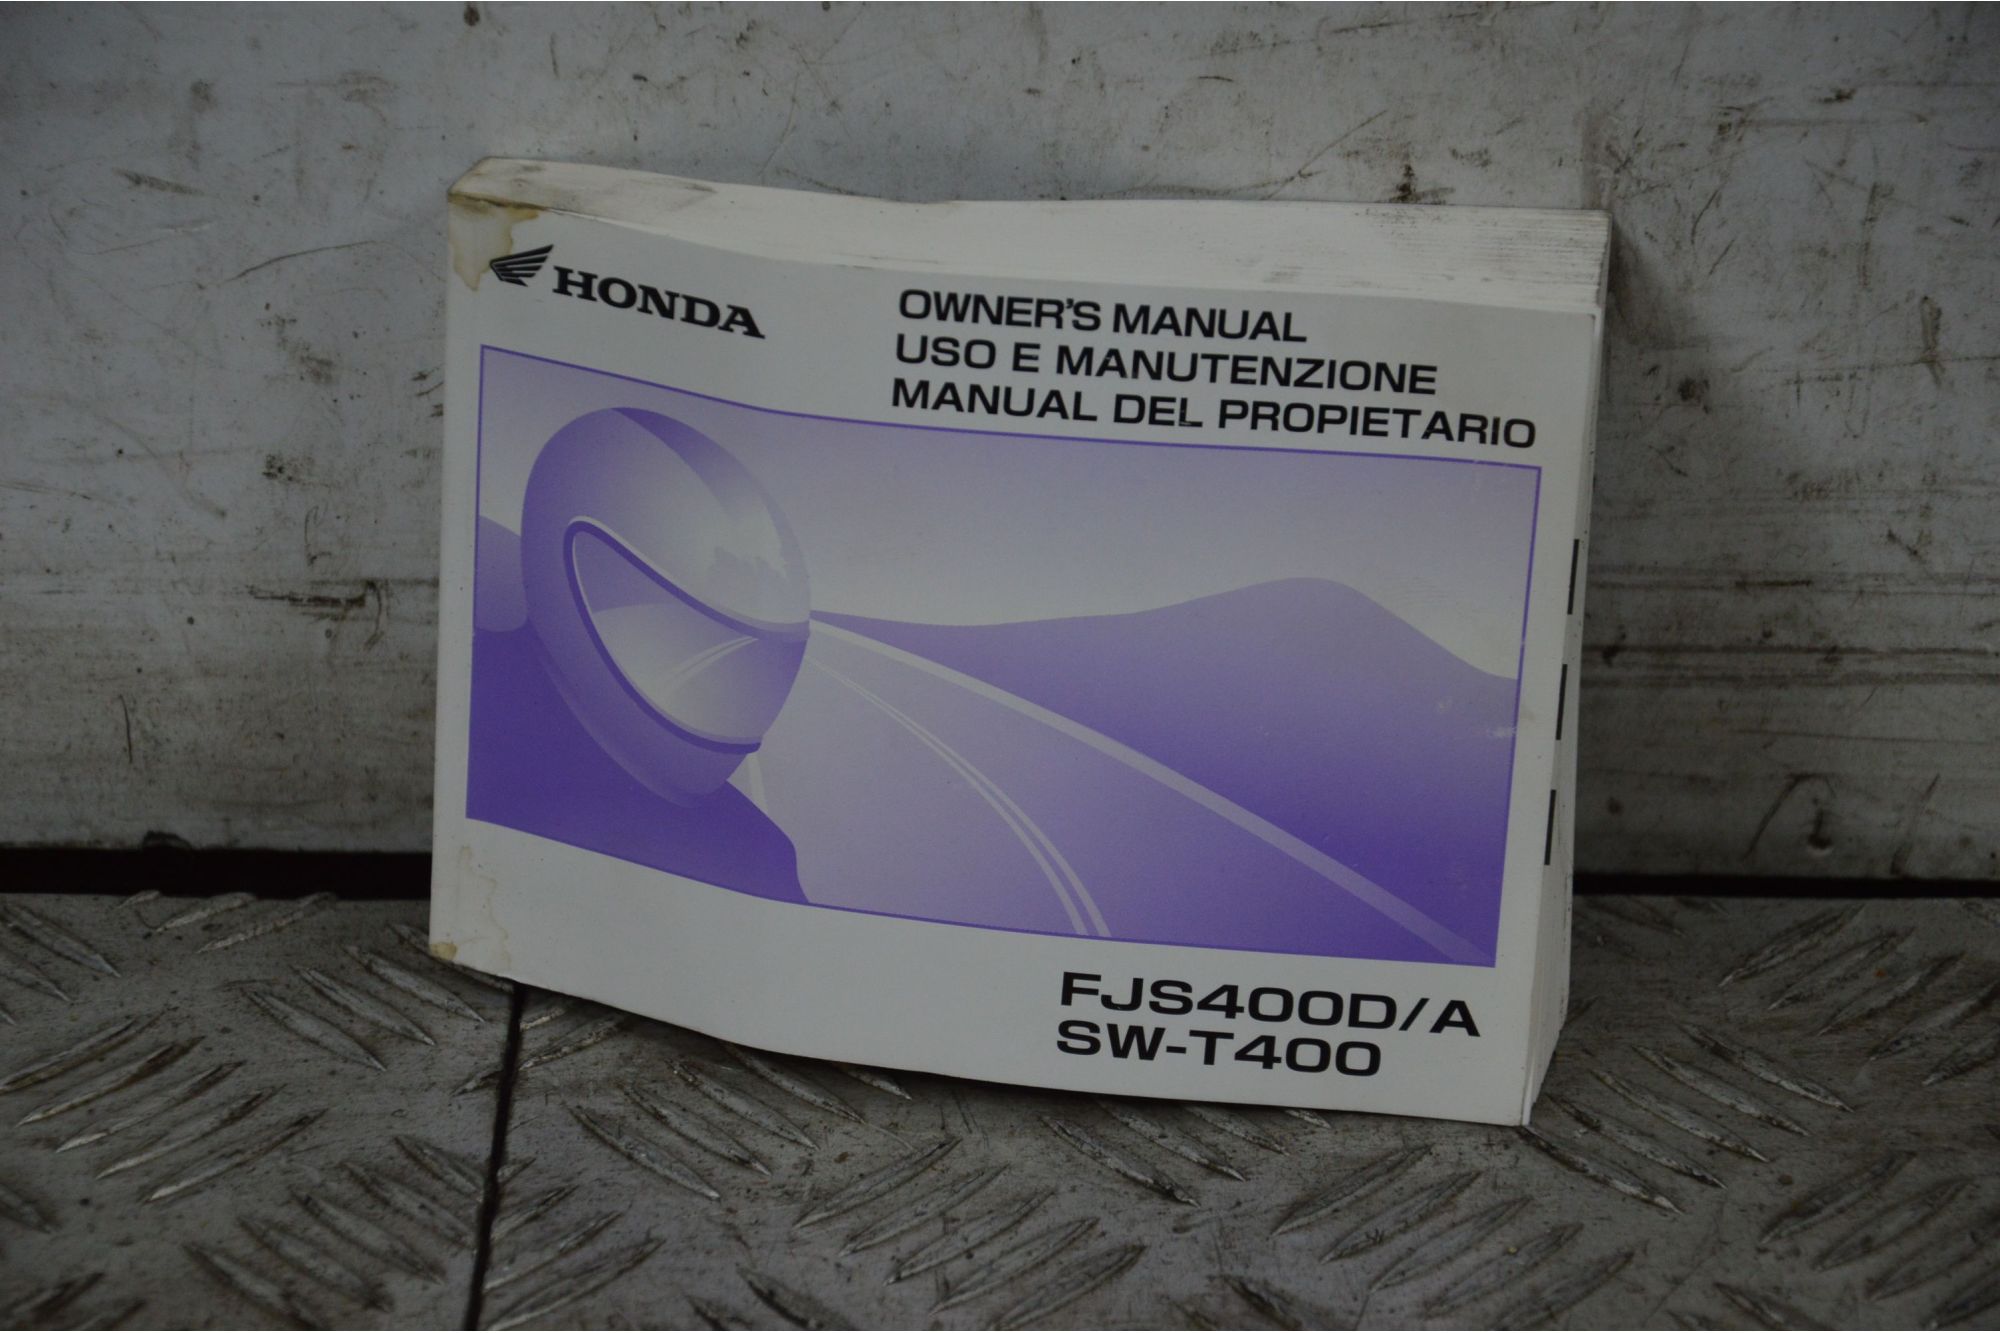 HONDA
OWNER'S MANUAL
USO E MANUTENZIONE
MANUAL DEL PROPIETARIO
FJS400D/A
SW-T400